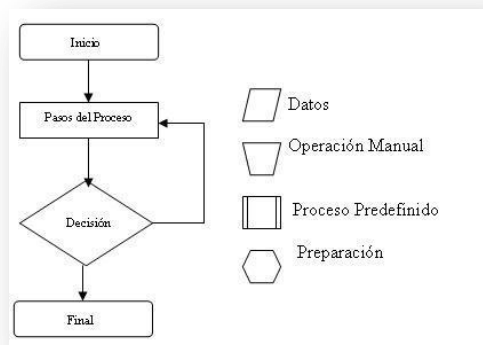 Inicio
Pasos del Proceso
Decisión
Final
Datos
Operación Manual
Proceso Predefinido
Preparación